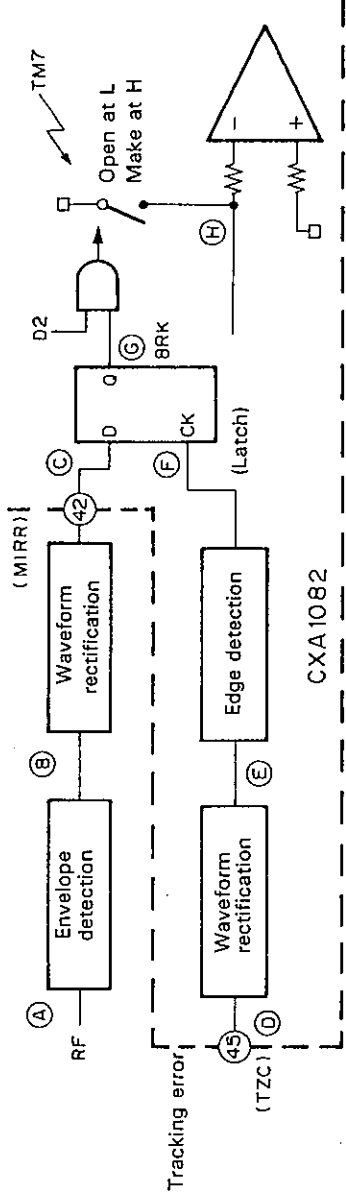 TM7
Open at L
Make at H
D2
Ⓗ
−
+
Ⓖ
8RK
Q
D
CK
(Latch)
Ⓒ
Ⓕ
(MIRR)
42
Waveform
rectification
Edge detection
CXA1082
Ⓑ
Ⓔ
Envelope
detection
Waveform
rectification
Ⓐ
RF
Tracking error
45
Ⓓ
(TZC)